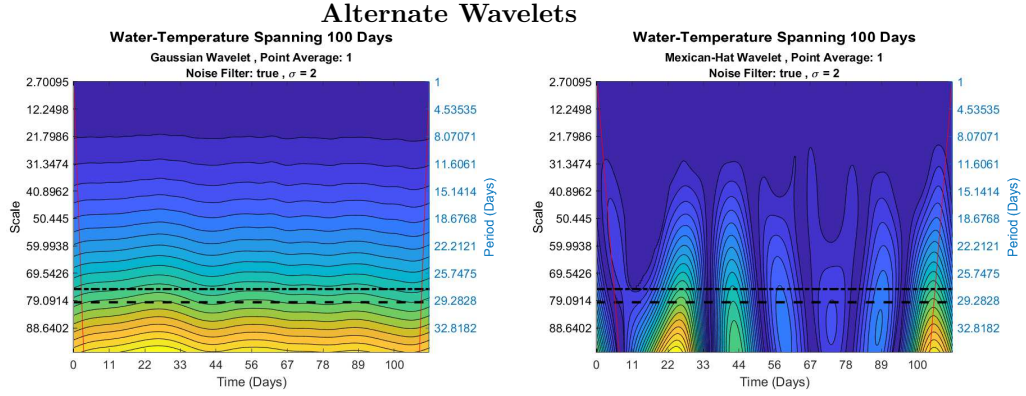 Alternate Wavelets
Water-Temperature Spanning 100 Days
Gaussian Wavelet , Point Average: 1
Noise Filter: true , σ = 2
2.70095
12.2498
21.7986
31.3474
40.8962
50.445
59.9938
69.5426
79.0914
88.6402
Scale
1
4.53535
8.07071
11.6061
15.1414
18.6768
22.2121
25.7475
29.2828
32.8182
Period (Days)
0 11 22 33 44 56 67 78 89 100
Time (Days)
Water-Temperature Spanning 100 Days
Mexican-Hat Wavelet , Point Average: 1
Noise Filter: true , σ = 2
2.70095
12.2498
21.7986
31.3474
40.8962
50.445
59.9938
69.5426
79.0914
88.6402
Scale
1
4.53535
8.07071
11.6061
15.1414
18.6768
22.2121
25.7475
29.2828
32.8182
Period (Days)
0 11 22 33 44 56 67 78 89 100
Time (Days)